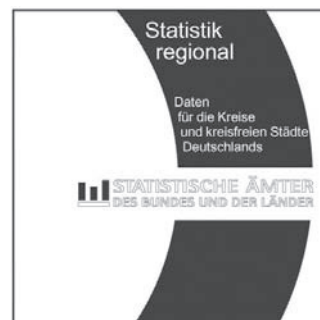 Statistik
regional
Daten
für die Kreise
und kreisfreien Städte
Deutschlands
STATISTISCHE ÄMTER
DES BUNDES UND DER LÄNDER